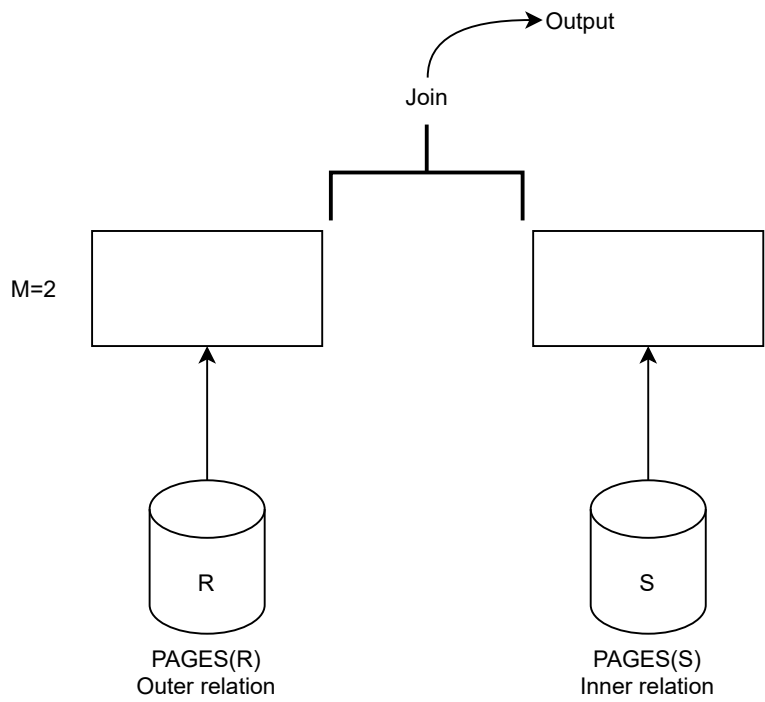 Output
Join
M=2
R
S
PAGES(R)
Outer relation
PAGES(S)
Inner relation